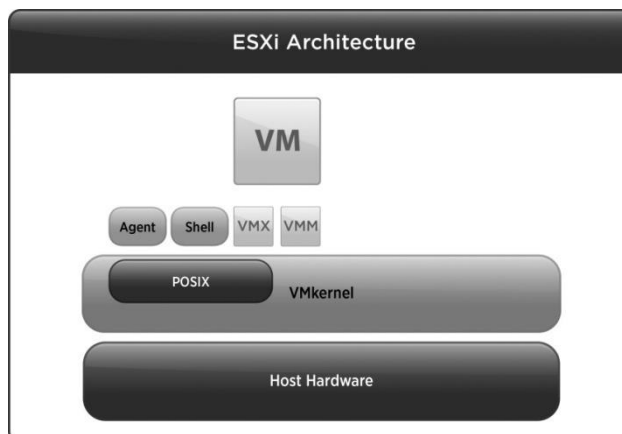 ESXi Architecture
VM
Agent Shell VMX VMM
POSIX
VMkernel
Host Hardware